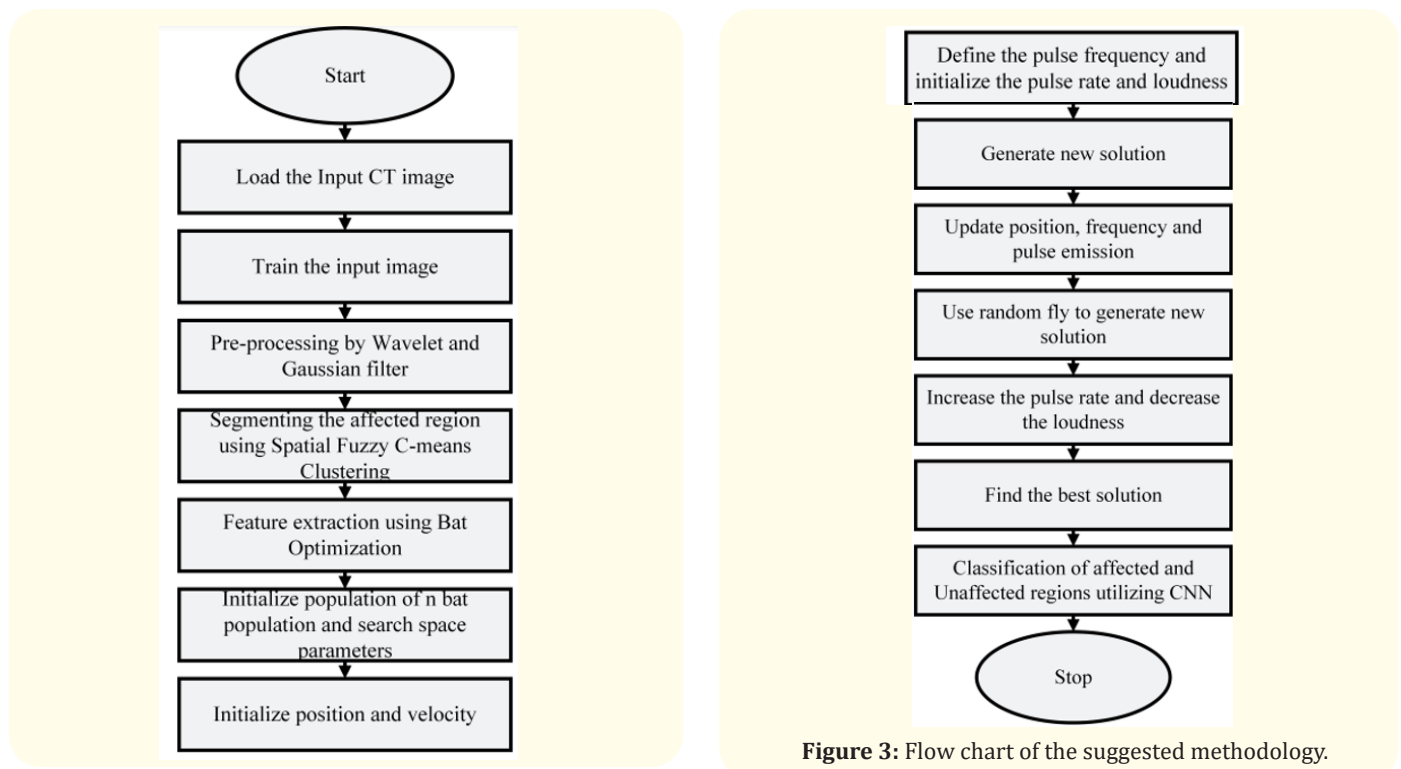 Start
Load the Input CT image
Train the input image
Pre-processing by Wavelet and
Gaussian filter
Segmenting the affected region
using Spatial Fuzzy C-means
Clustering
Feature extraction using Bat
Optimization
Initialize population of n bat
population and search space
parameters
Initialize position and velocity
Define the pulse frequency and
initialize the pulse rate and loudness
Generate new solution
Update position, frequency and
pulse emission
Use random fly to generate new
solution
Increase the pulse rate and decrease
the loudness
Find the best solution
Classification of affected and
Unaffected regions utilizing CNN
Stop
Figure 3: Flow chart of the suggested methodology.